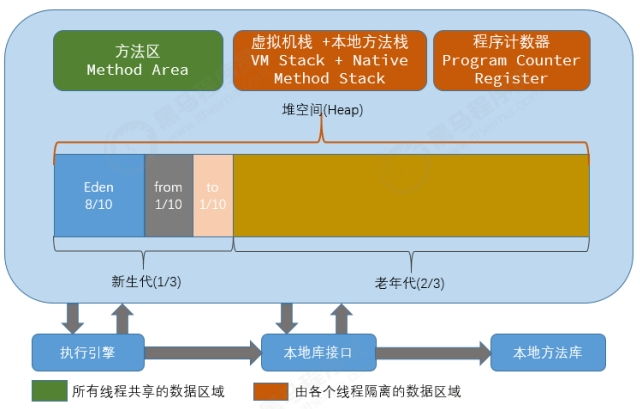 方法区
Method Area
虚拟机栈 +本地方法栈
VM Stack + Native
Method Stack
程序计数器
Program Counter
Register
堆空间(Heap)
Eden
8/10
from
1/10
to
1/10
新生代(1/3)
老年代(2/3)
执行引擎
本地库接口
本地方法库
所有线程共享的数据区域
由各个线程隔离的数据区域